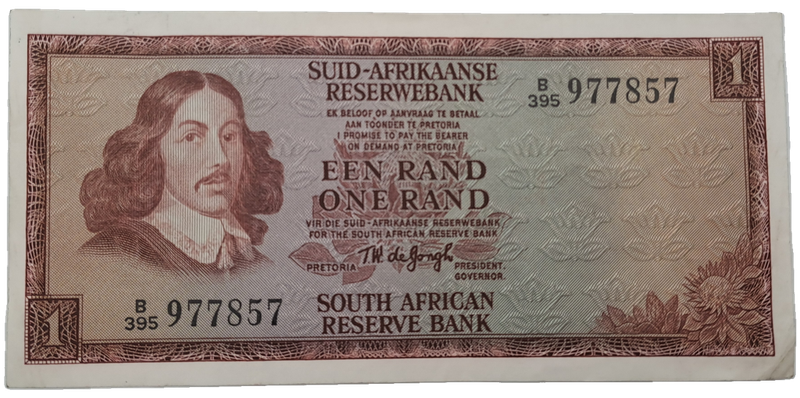 SUID-AFRIKAANSE
RESERWEBANK
B
395 977857
1
EK BELOOF OP AANVRAAG TE BETAAL
AAN TOONDER TE PRETORIA
I PROMISE TO PAY THE BEARER
ON DEMAND AT PRETORIA
EEN RAND
ONE RAND
VIR DIE SUID-AFRIKAANSE RESERWEBANK
FOR THE SOUTH AFRICAN RESERVE BANK
TW de Jongh
PRETORIA
PRESIDENT.
GOVERNOR.
1
B
395 977857
SOUTH AFRICAN
RESERVE BANK